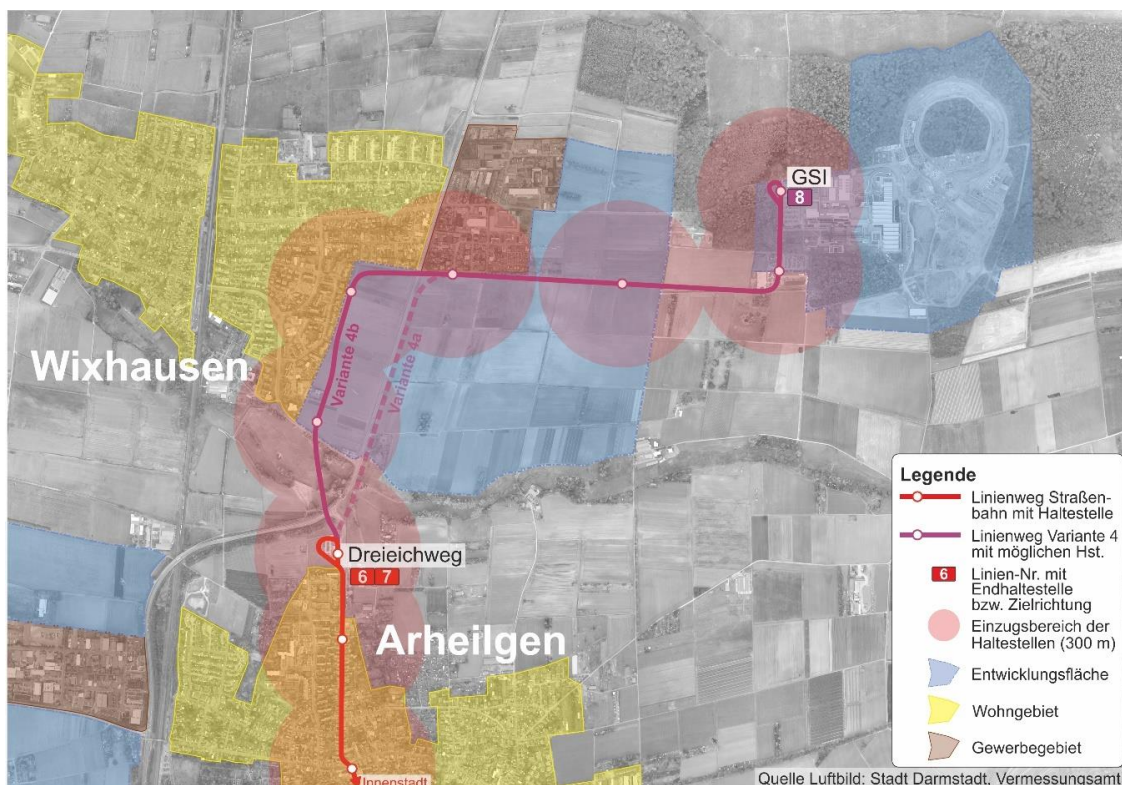 GSI
8
Variante 4b
Variante 4a
Wixhausen
Dreieichweg
6 7
Arheilgen
Innenstadt
Legende
Linienweg Straßen-
bahn mit Haltestelle
Linienweg Variante 4
mit möglichen Hst.
6
Linien-Nr. mit
Endhaltestelle
bzw. Zielrichtung
Einzugsbereich der
Haltestellen (300 m)
Entwicklungsfläche
Wohngebiet
Gewerbegebiet
Quelle Luftbild: Stadt Darmstadt, Vermessungsamt